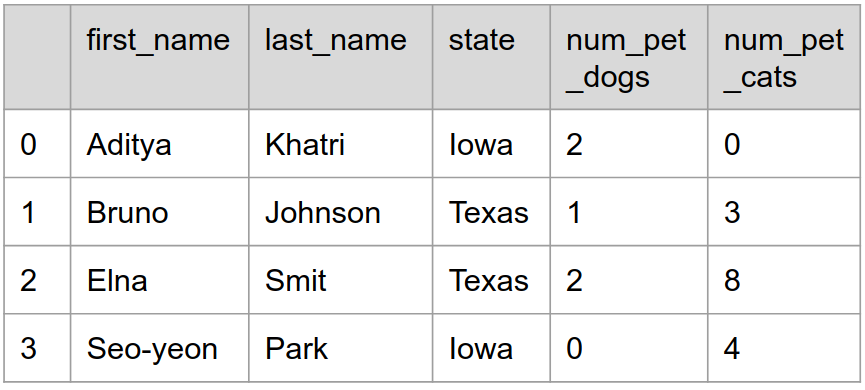 first_name last_name state num_pet_dogs num_pet_cats
0 Aditya Khatri Iowa 2 0
1 Bruno Johnson Texas 1 3
2 Elna Smit Texas 2 8
3 Seo-yeon Park Iowa 0 4